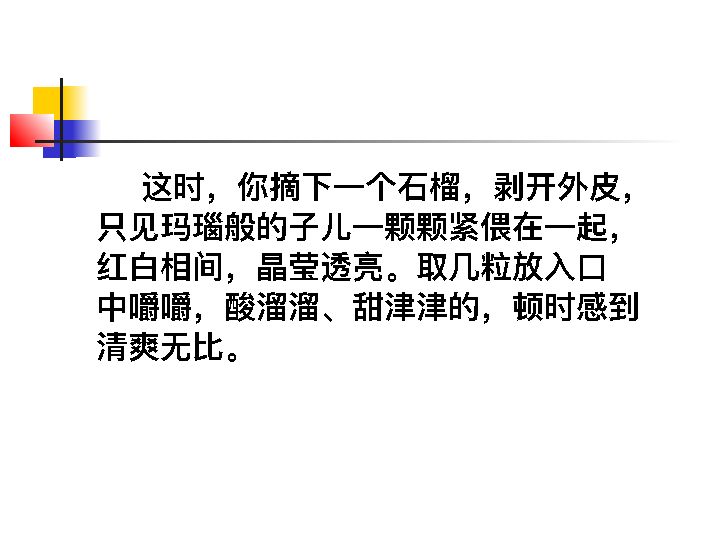 这时，你摘下一个石榴，剥开外皮，
只见玛瑙般的子儿一颗颗紧偎在一起，
红白相间，晶莹透亮。取几粒放入口
中嚼嚼，酸溜溜、甜津津的，顿时感到
清爽无比。